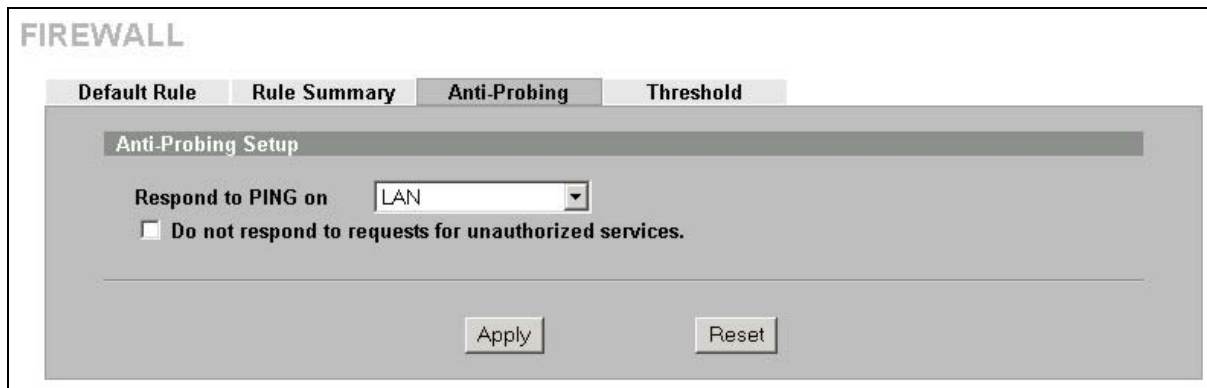 FIREWALL
Default Rule Rule Summary Anti-Probing Threshold
Anti-Probing Setup
Respond to PING on LAN
Do not respond to requests for unauthorized services.
Apply Reset